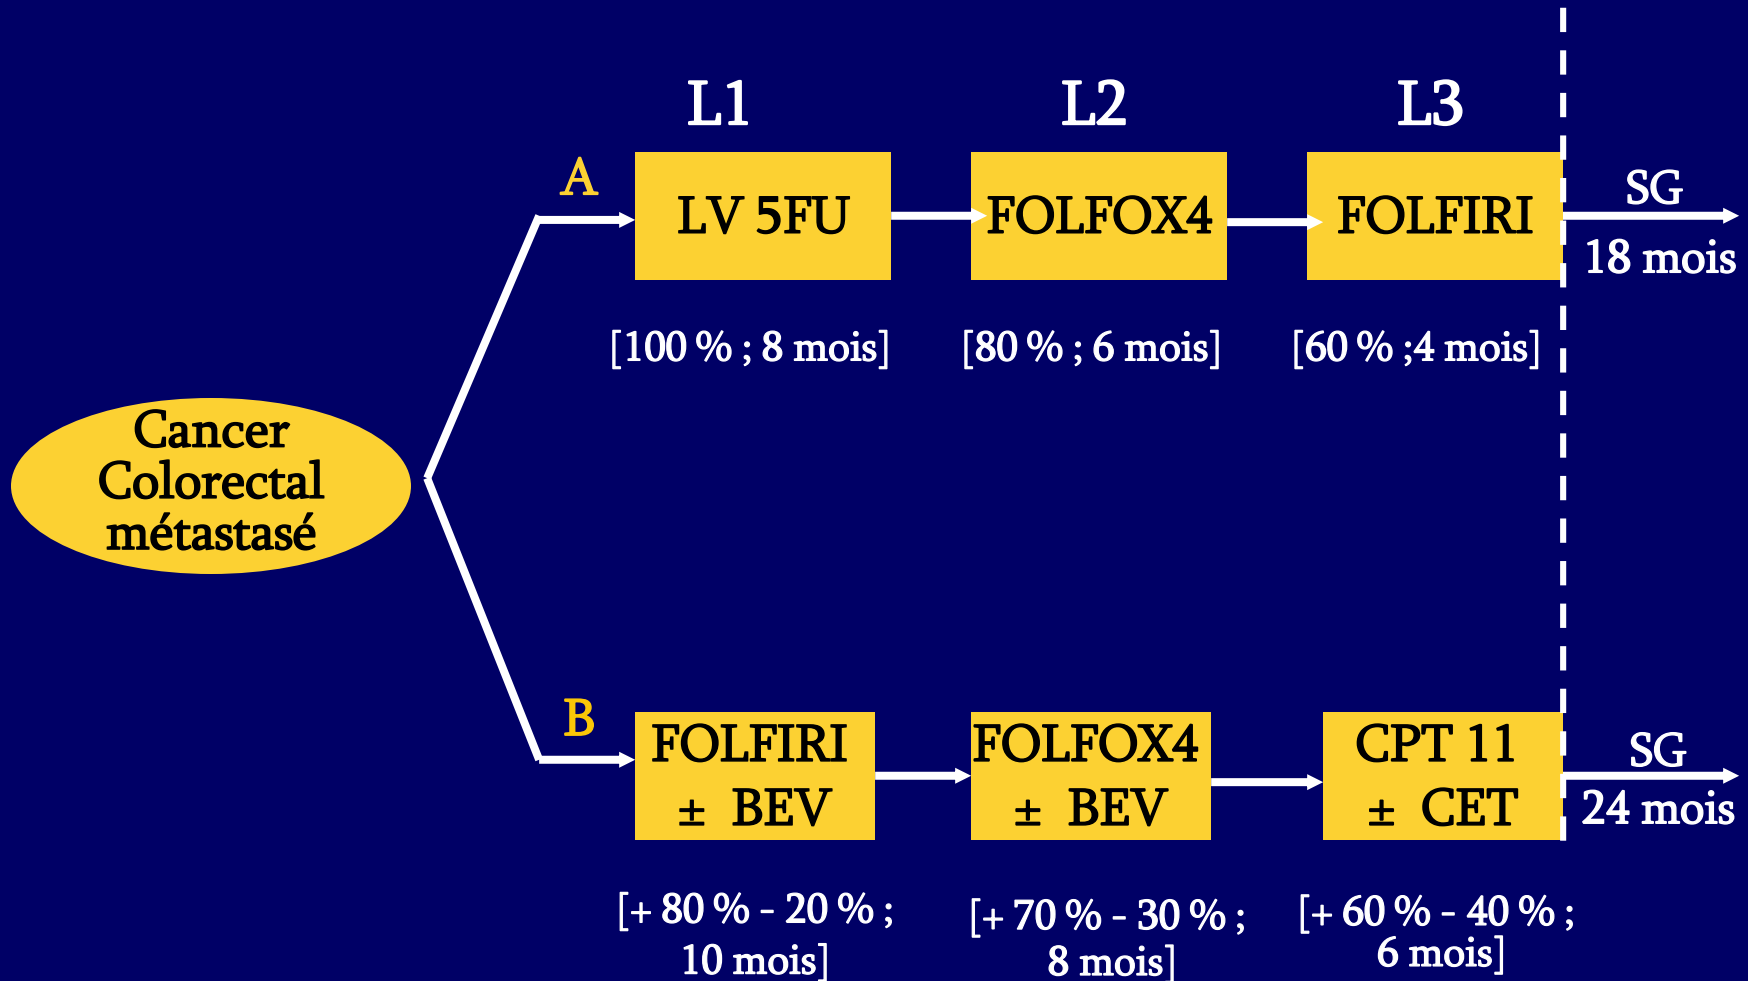 L1
L2
L3
A
LV 5FU
FOLFOX4
FOLFIRI
SG
18 mois
[100 % ; 8 mois]
[80 % ; 6 mois]
[60 % ;4 mois]
Cancer
Colorectal
métastasé
B
FOLFIRI
± BEV
FOLFOX4
± BEV
CPT 11
± CET
SG
24 mois
[+ 80 % - 20 % ;
10 mois]
[+ 70 % - 30 % ;
8 mois]
[+ 60 % - 40 % ;
6 mois]